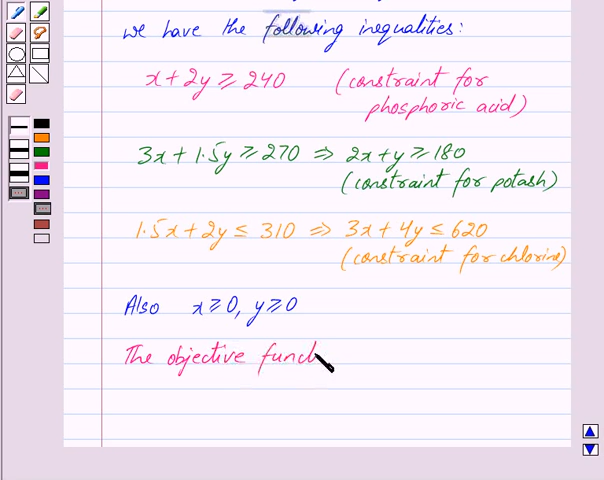 we have the following inequalities:
x + 2y ≥ 240 (constraint for
phosphoric acid)
3x + 1.5y ≥ 270 ⇒ 2x + y ≥ 180
(constraint for potash)
1.5x + 2y ≤ 310 ⇒ 3x + 4y ≤ 620
(constraint for chlorine)
Also x ≥ 0, y ≥ 0
The objective funct